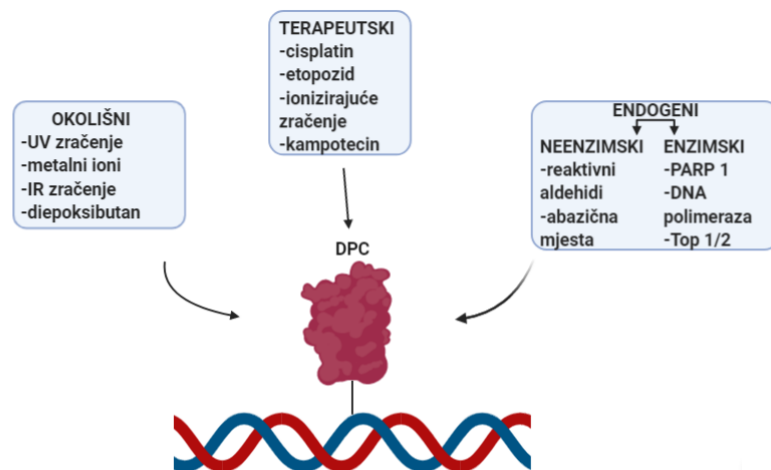 TERAPEUTSKI
-cisplatin
-etopozid
-ionizirajuće
zračenje
-kampotecin
OKOLIŠNI
-UV zračenje
-metalni ioni
-IR zračenje
-diepoksibutan
ENDOGENI
NEENZIMSKI
-reaktivni
aldehidi
-abazična
mjesta
ENZIMSKI
-PARP 1
-DNA
polimeraza
-Top 1/2
DPC